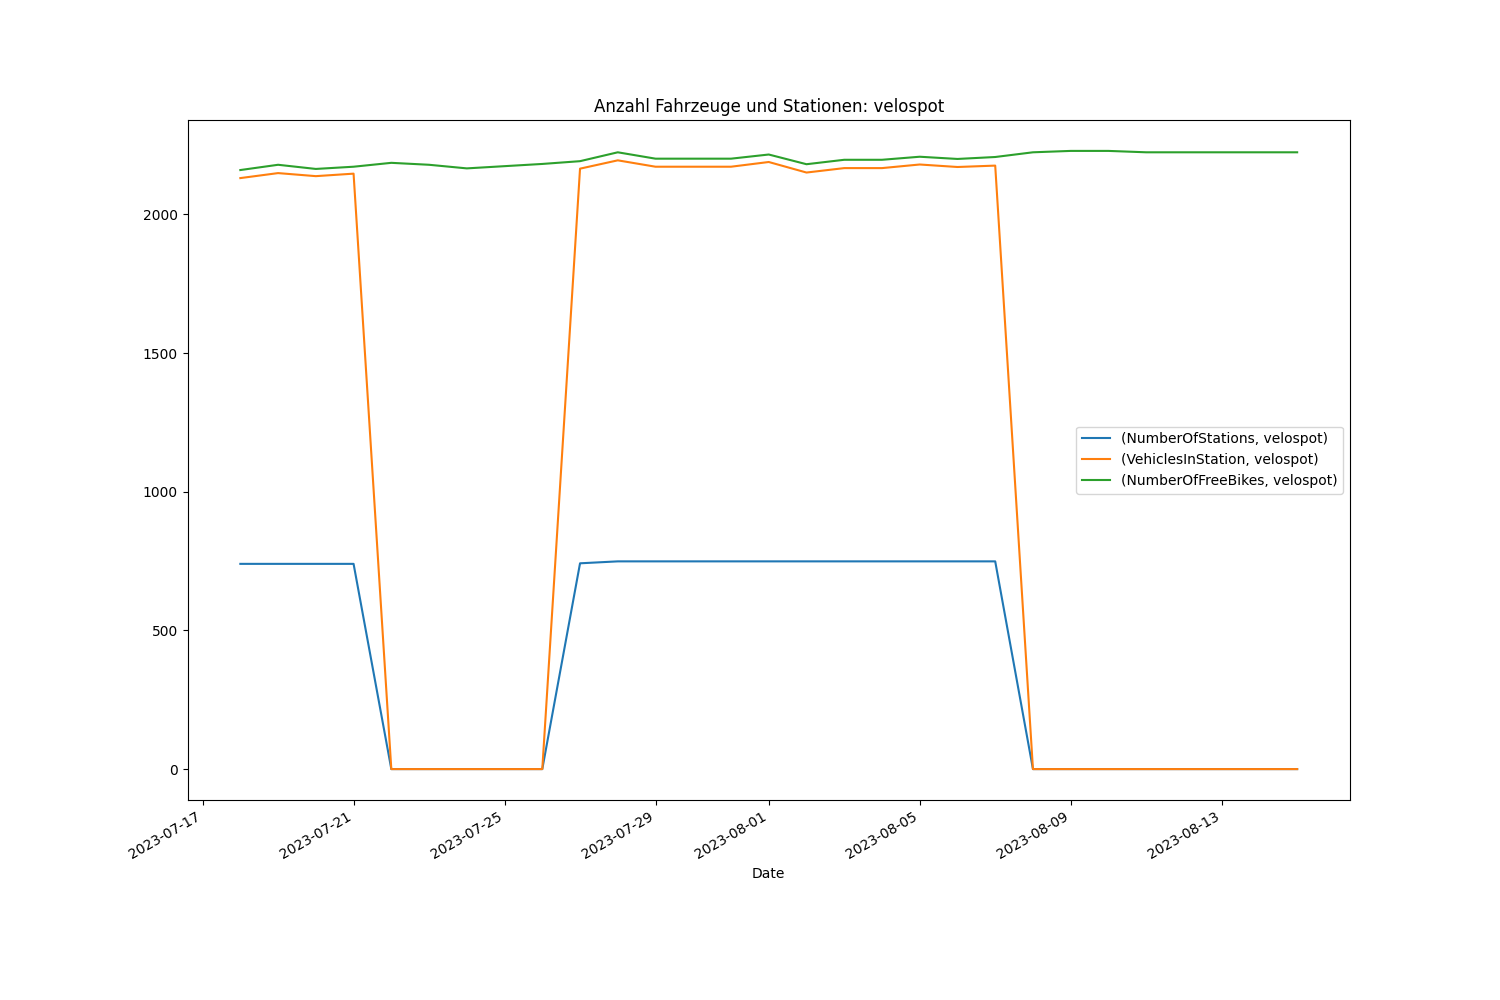 Anzahl Fahrzeuge und Stationen: velospot
2000
1500
1000
500
0
(NumberOfStations, velospot)
(VehiclesInStation, velospot)
(NumberOfFreeBikes, velospot)
2023-07-17
2023-07-21
2023-07-25
2023-07-29
2023-08-01
2023-08-05
2023-08-09
2023-08-13
Date